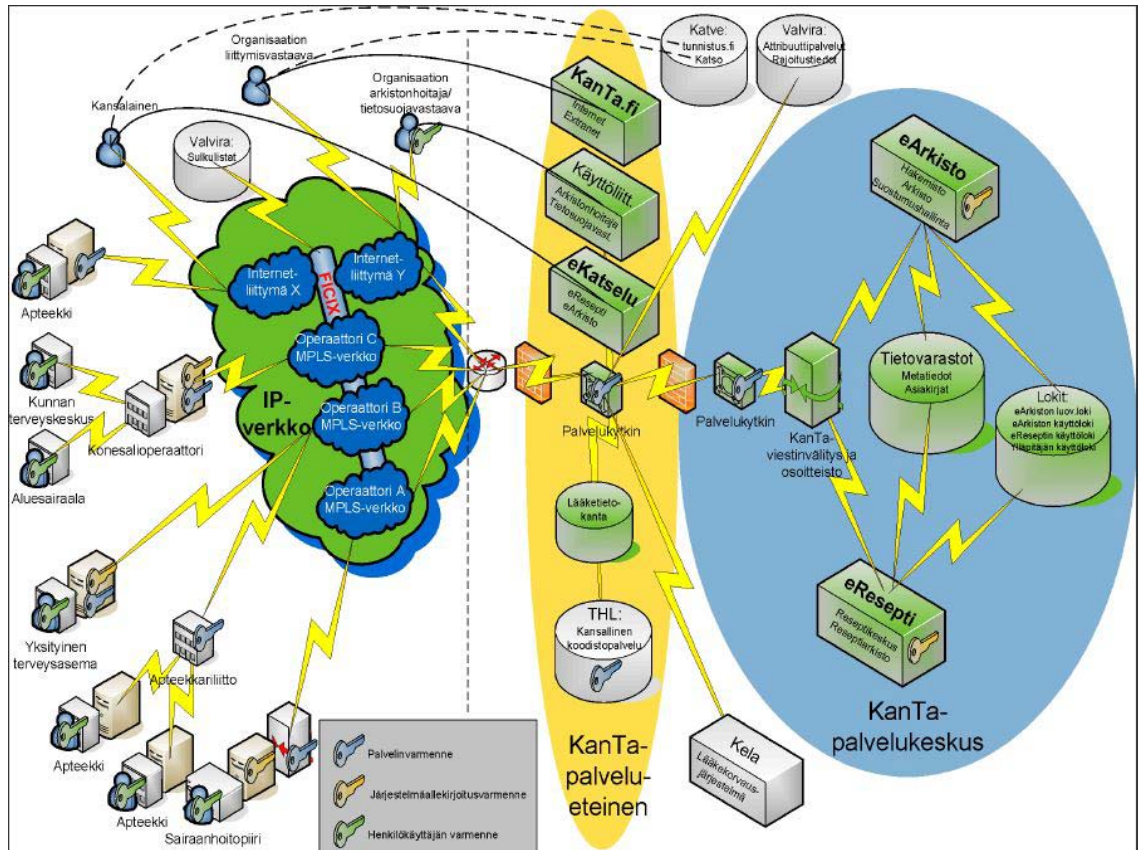 Organisaation
liittymisvastaava
Kansalainen
Organisaation
arkistonhoitaja/
tietosuojavastaava
Valvira:
Sulkulistat
Katve:
tunnistus.fi
Katso
Valvira:
Attribuuttipalvelut
Rajoitustiedot
KanTa.fi
Internet
Extranet
Käyttöliitt.
Arkistonhoitaja
Tietosuojavast.
eKatselu
eResepti
eArkisto
eArkisto
Hakemisto
Arkisto
Suostumushallinta
Internet-
liittymä X
Internet-
liittymä Y
FICIX
Operaattori C
MPLS-verkko
IP-
verkko
Operaattori B
MPLS-verkko
Operaattori A
MPLS-verkko
Apteekki
Kunnan
terveyskeskus
Konesalioperaattori
Aluesairaala
Yksityinen
terveysasema
Apteekkariliitto
Apteekki
Apteekki
Sairaanhoitopiiri
Palvelukytkin
Palvelukytkin
KanTa-
viestinvälitys ja
osoitteisto
Tietovarastot
Metatiedot
Asiakirjat
Lokit:
eArkiston luov.loki
eArkiston käyttöloki
eReseptin käyttöloki
Ylläpitäjän käyttöloki
Lääketieto-
kanta
THL:
Kansallinen
koodistopalvelu
eResepti
Reseptikeskus
Reseptiarkisto
KanTa-
palvelukeskus
KanTa-
palvelu-
eteinen
Kela
Lääkekorvaus-
järjestelmä
Palvelinvarmenne
Järjestelmäallekirjoitusvarmenne
Henkilökäyttäjän varmenne